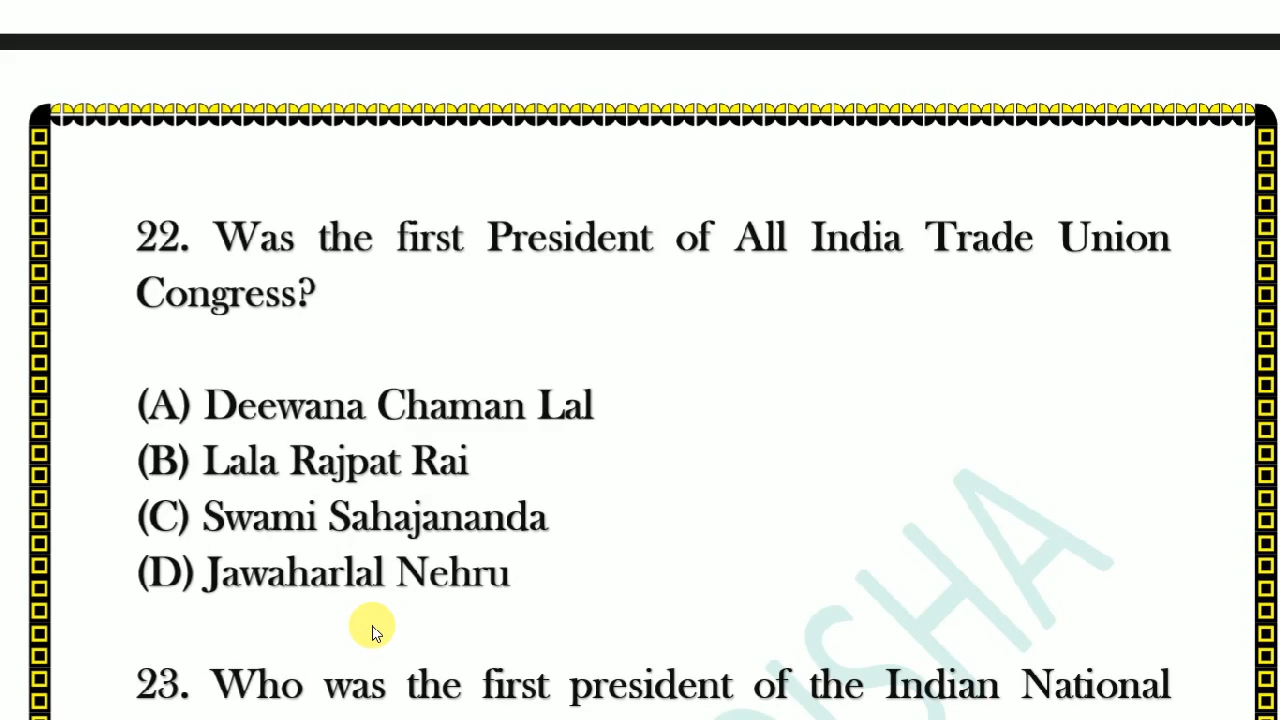 22. Was the first President of All India Trade Union
Congress?
(A) Deewana Chaman Lal
(B) Lala Rajpat Rai
(C) Swami Sahajananda
(D) Jawaharlal Nehru
23. Who was the first president of the Indian National